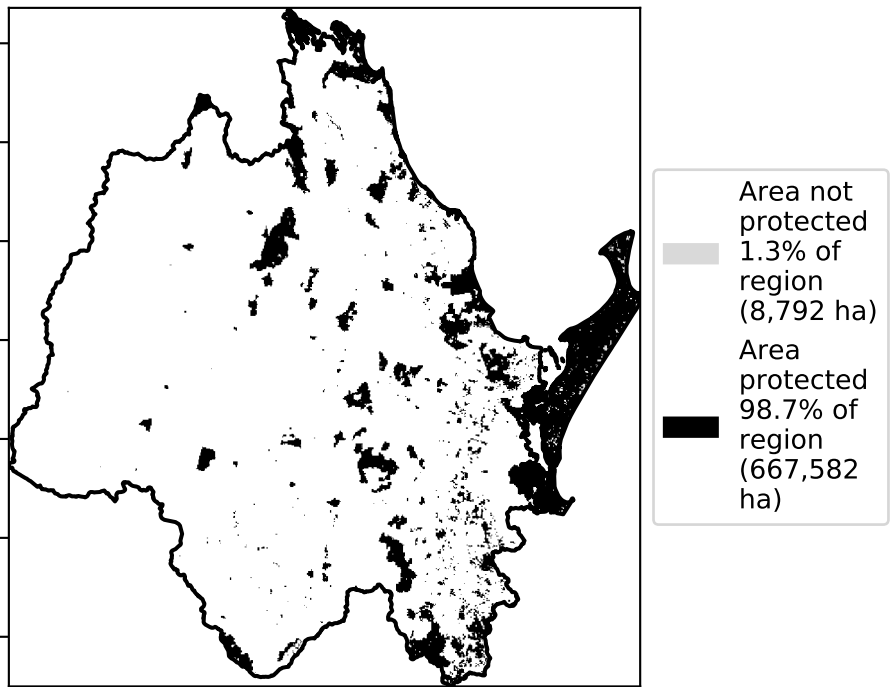 Area not
protected
1.3% of
region
(8,792 ha)
Area
protected
98.7% of
region
(667,582
ha)